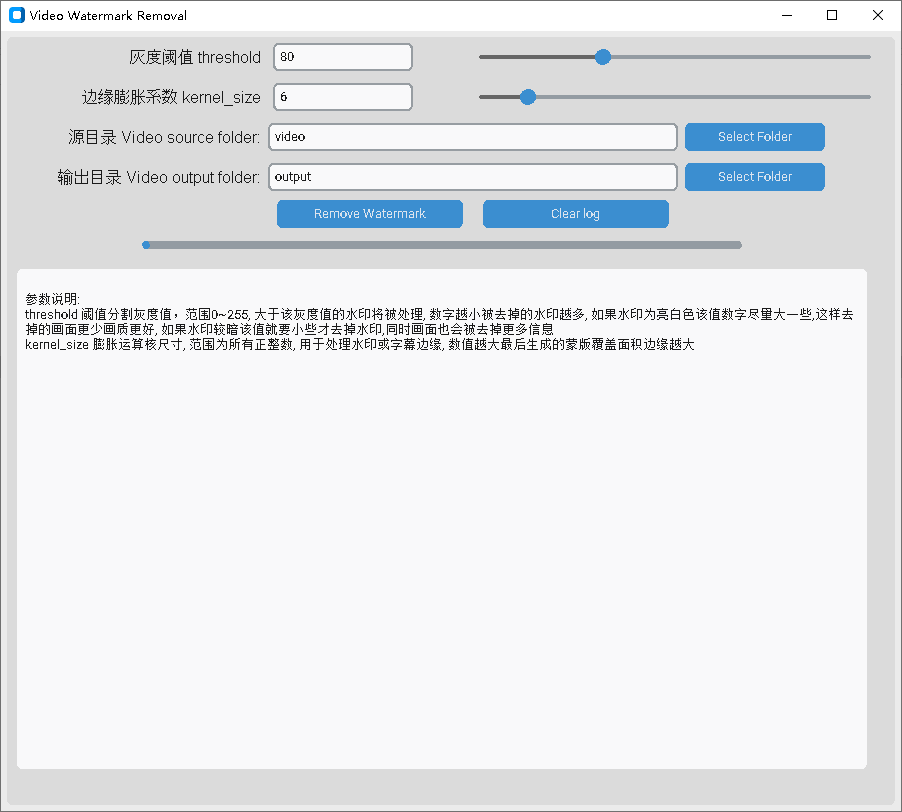 Video Watermark Removal
灰度阈值 threshold 80
边缘膨胀系数 kernel_size 6
源目录 Video source folder: video Select Folder
输出目录 Video output folder: output Select Folder
Remove Watermark Clear log
参数说明:
threshold 阈值分割灰度值，范围0~255, 大于该灰度值的水印将被处理, 数字越小被去掉的水印越多, 如果水印为亮白色该值数字尽量大一些,这样去
掉的画面更少画质更好, 如果水印较暗该值就要小些才去掉水印,同时画面也会被去掉更多信息
kernel_size 膨胀运算核尺寸, 范围为所有正整数, 用于处理水印或字幕边缘, 数值越大最后生成的蒙版覆盖面积边缘越大